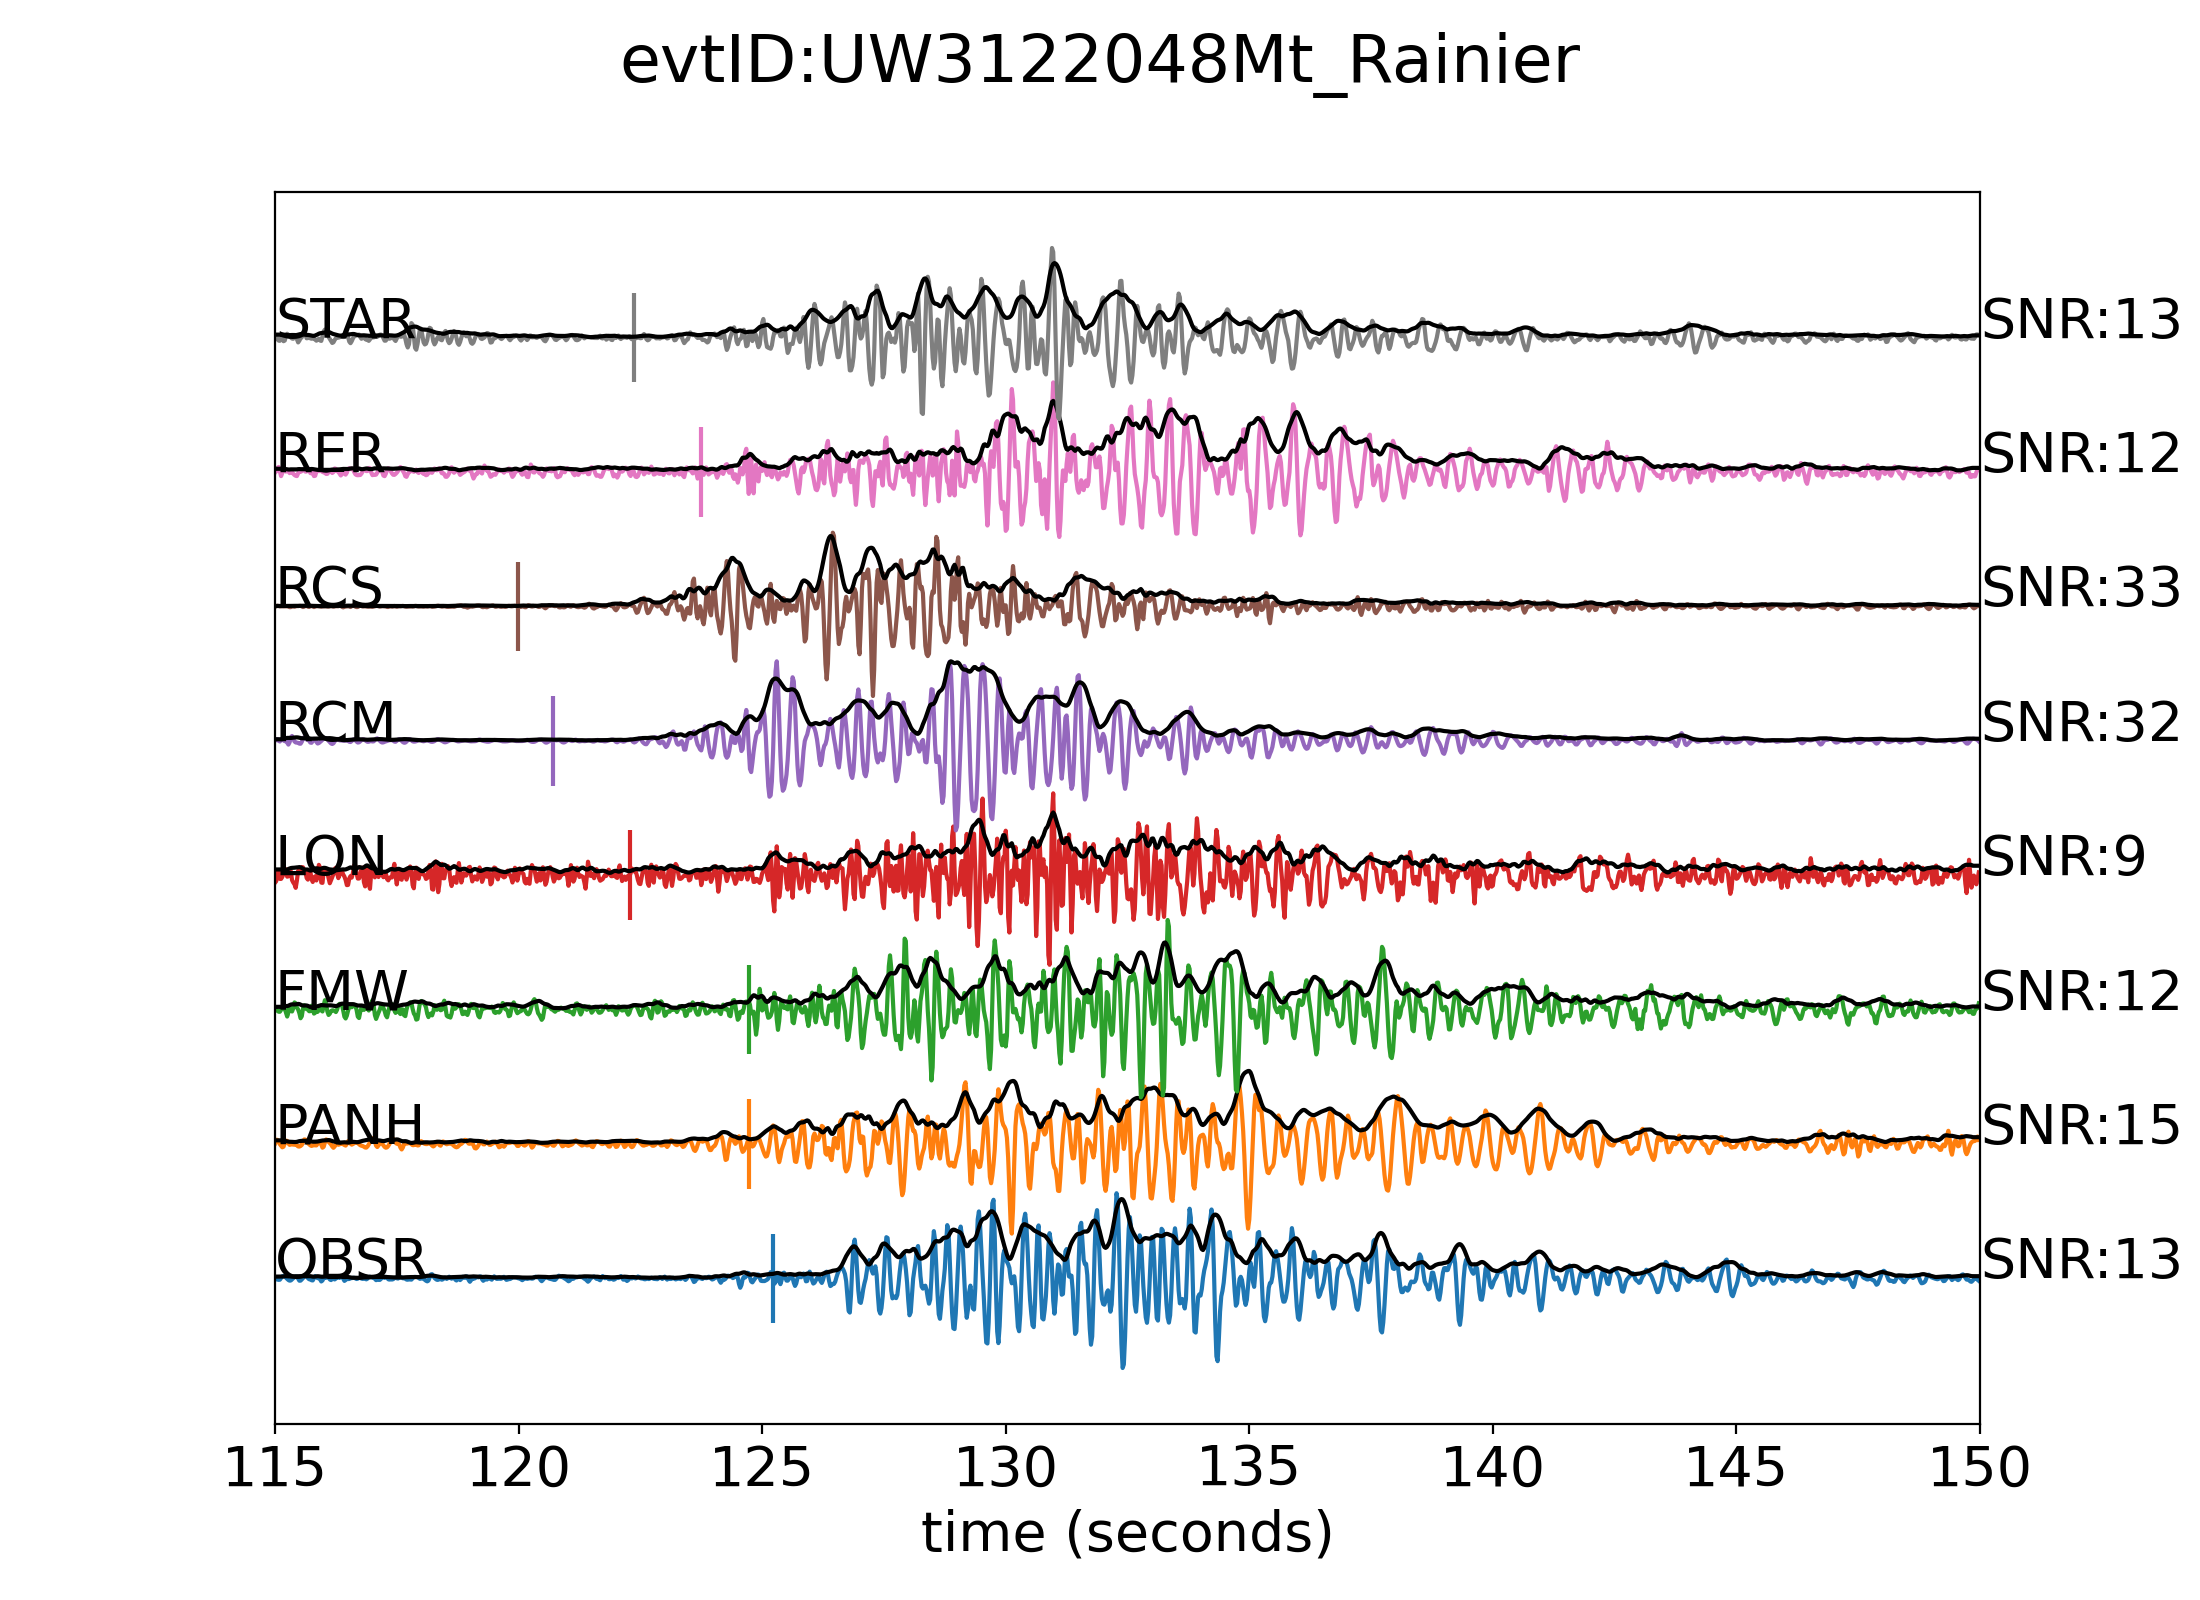 evtID:UW3122048Mt_Rainier
STAR SNR:13
RER SNR:12
RCS SNR:33
RCM SNR:32
LON SNR:9
FMW SNR:12
PANH SNR:15
OBSR SNR:13
115 120 125 130 135 140 145 150
time (seconds)